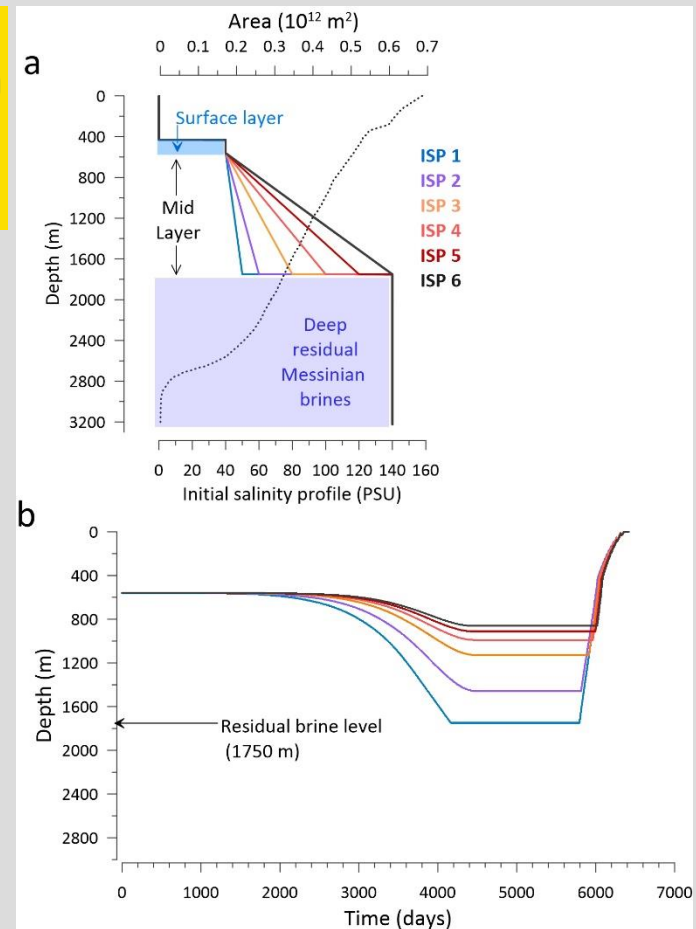 a
Area (10¹² m²)
0 0.1 0.2 0.3 0.4 0.5 0.6 0.7
0
400
800
1200
1600
2000
2400
2800
3200
Depth (m)
Surface layer
Mid
Layer
Deep
residual
Messinian
brines
ISP 1
ISP 2
ISP 3
ISP 4
ISP 5
ISP 6
0 20 40 60 80 100 120 140 160
Initial salinity profile (PSU)
b
0
400
800
1200
1600
2000
2400
2800
Depth (m)
Residual brine level
(1750 m)
0 1000 2000 3000 4000 5000 6000 7000
Time (days)